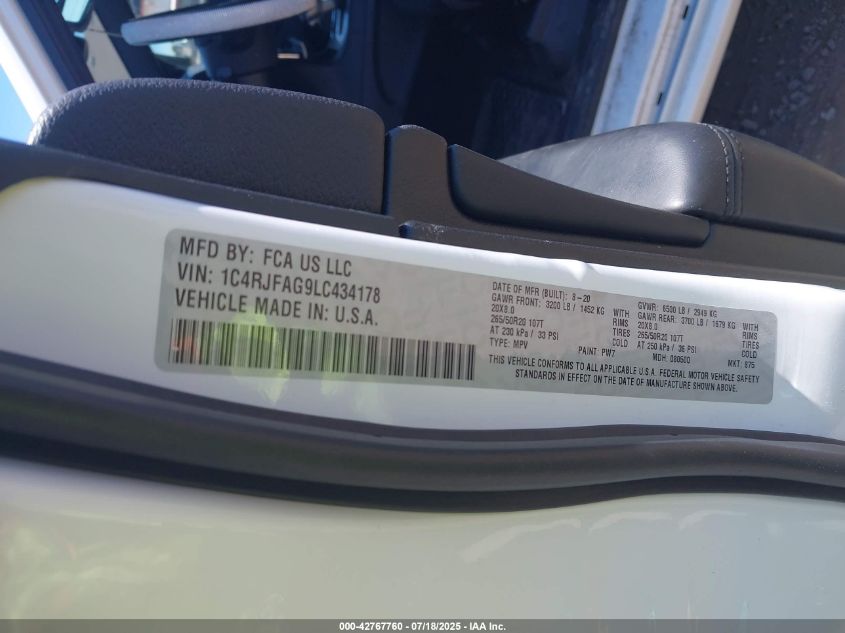 MFD BY: FCA US LLC
VIN: 1C4RJFAG9LC434178
VEHICLE MADE IN: U.S.A.
DATE OF MFR (BUILT): 8-20 GVWR: 6500 LB / 2949 KG
GAWR FRONT: 3200 LB / 1452 KG WITH GAWR REAR: 3700 LB / 1679 KG WITH
20X8.0 RIMS 20X8.0 RIMS
265/50R20 107T TIRES 265/50R20 107T TIRES
AT 230 kPa / 33 PSI COLD AT 250 kPa / 36 PSI COLD
TYPE: MPV PAINT: PW7 MDH: 080500 MKT: 875
THIS VEHICLE CONFORMS TO ALL APPLICABLE U.S.A. FEDERAL MOTOR VEHICLE SAFETY
STANDARDS IN EFFECT ON THE DATE OF MANUFACTURE SHOWN ABOVE.
000-42767760 - 07/18/2025 - IAA Inc.